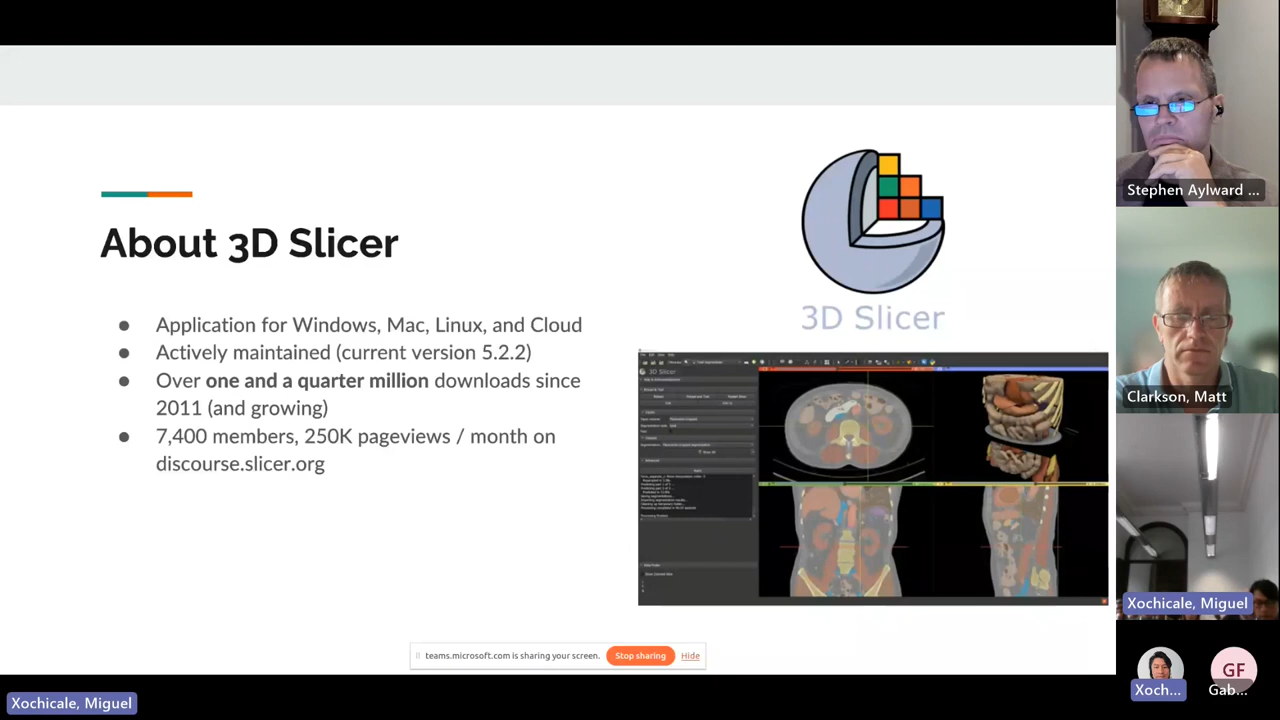 About 3D Slicer
● Application for Windows, Mac, Linux, and Cloud
● Actively maintained (current version 5.2.2)
● Over one and a quarter million downloads since
2011 (and growing)
● 7,400 members, 250K pageviews / month on
discourse.slicer.org
3D Slicer
3D Slicer
teams.microsoft.com is sharing your screen.
Stop sharing
Hide
Xochicale, Miguel
Stephen Aylward ...
Clarkson, Matt
Xochicale, Miguel
Xoch...
GF
Gab...